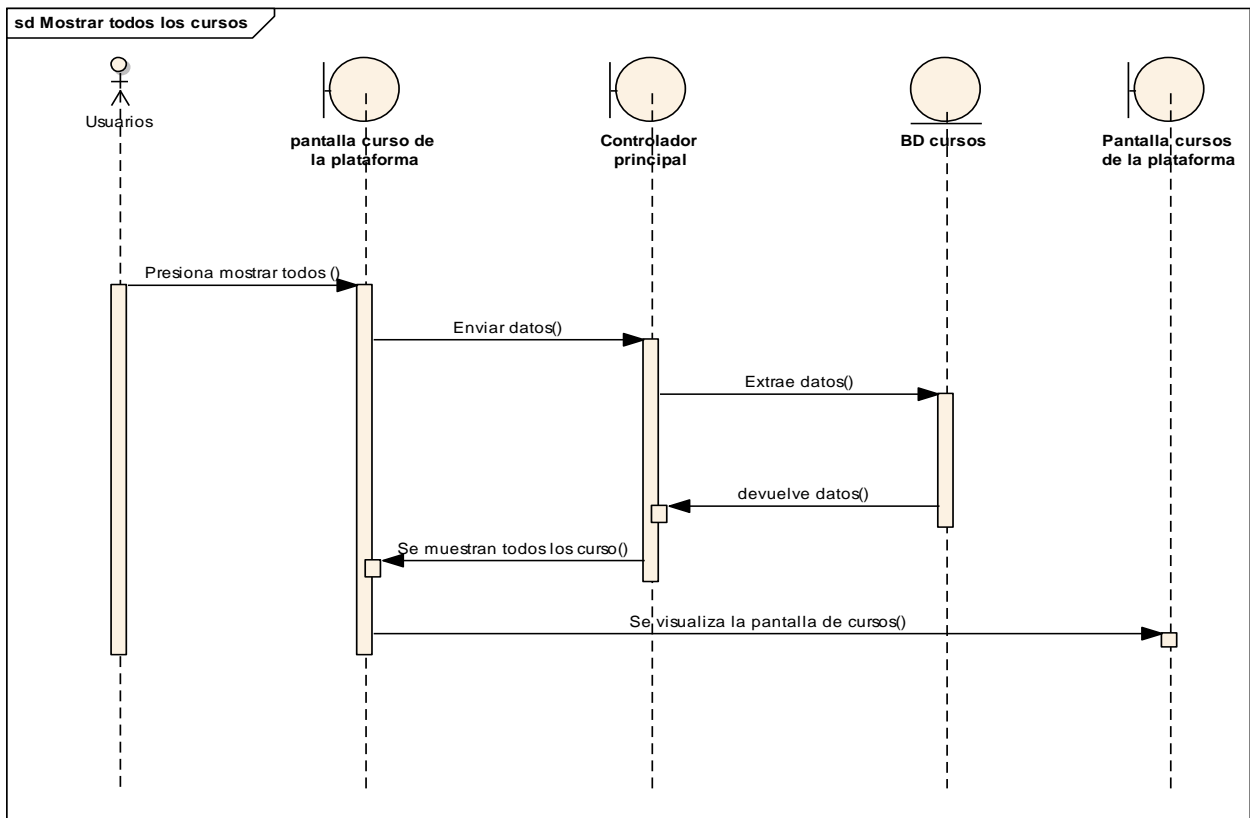 sd Mostrar todos los cursos
Usuarios
pantalla curso de
la plataforma
Controlador
principal
BD cursos
Pantalla cursos
de la plataforma
Presiona mostrar todos ()
Enviar datos()
Extrae datos()
devuelve datos()
Se muestran todos los curso()
Se visualiza la pantalla de cursos()